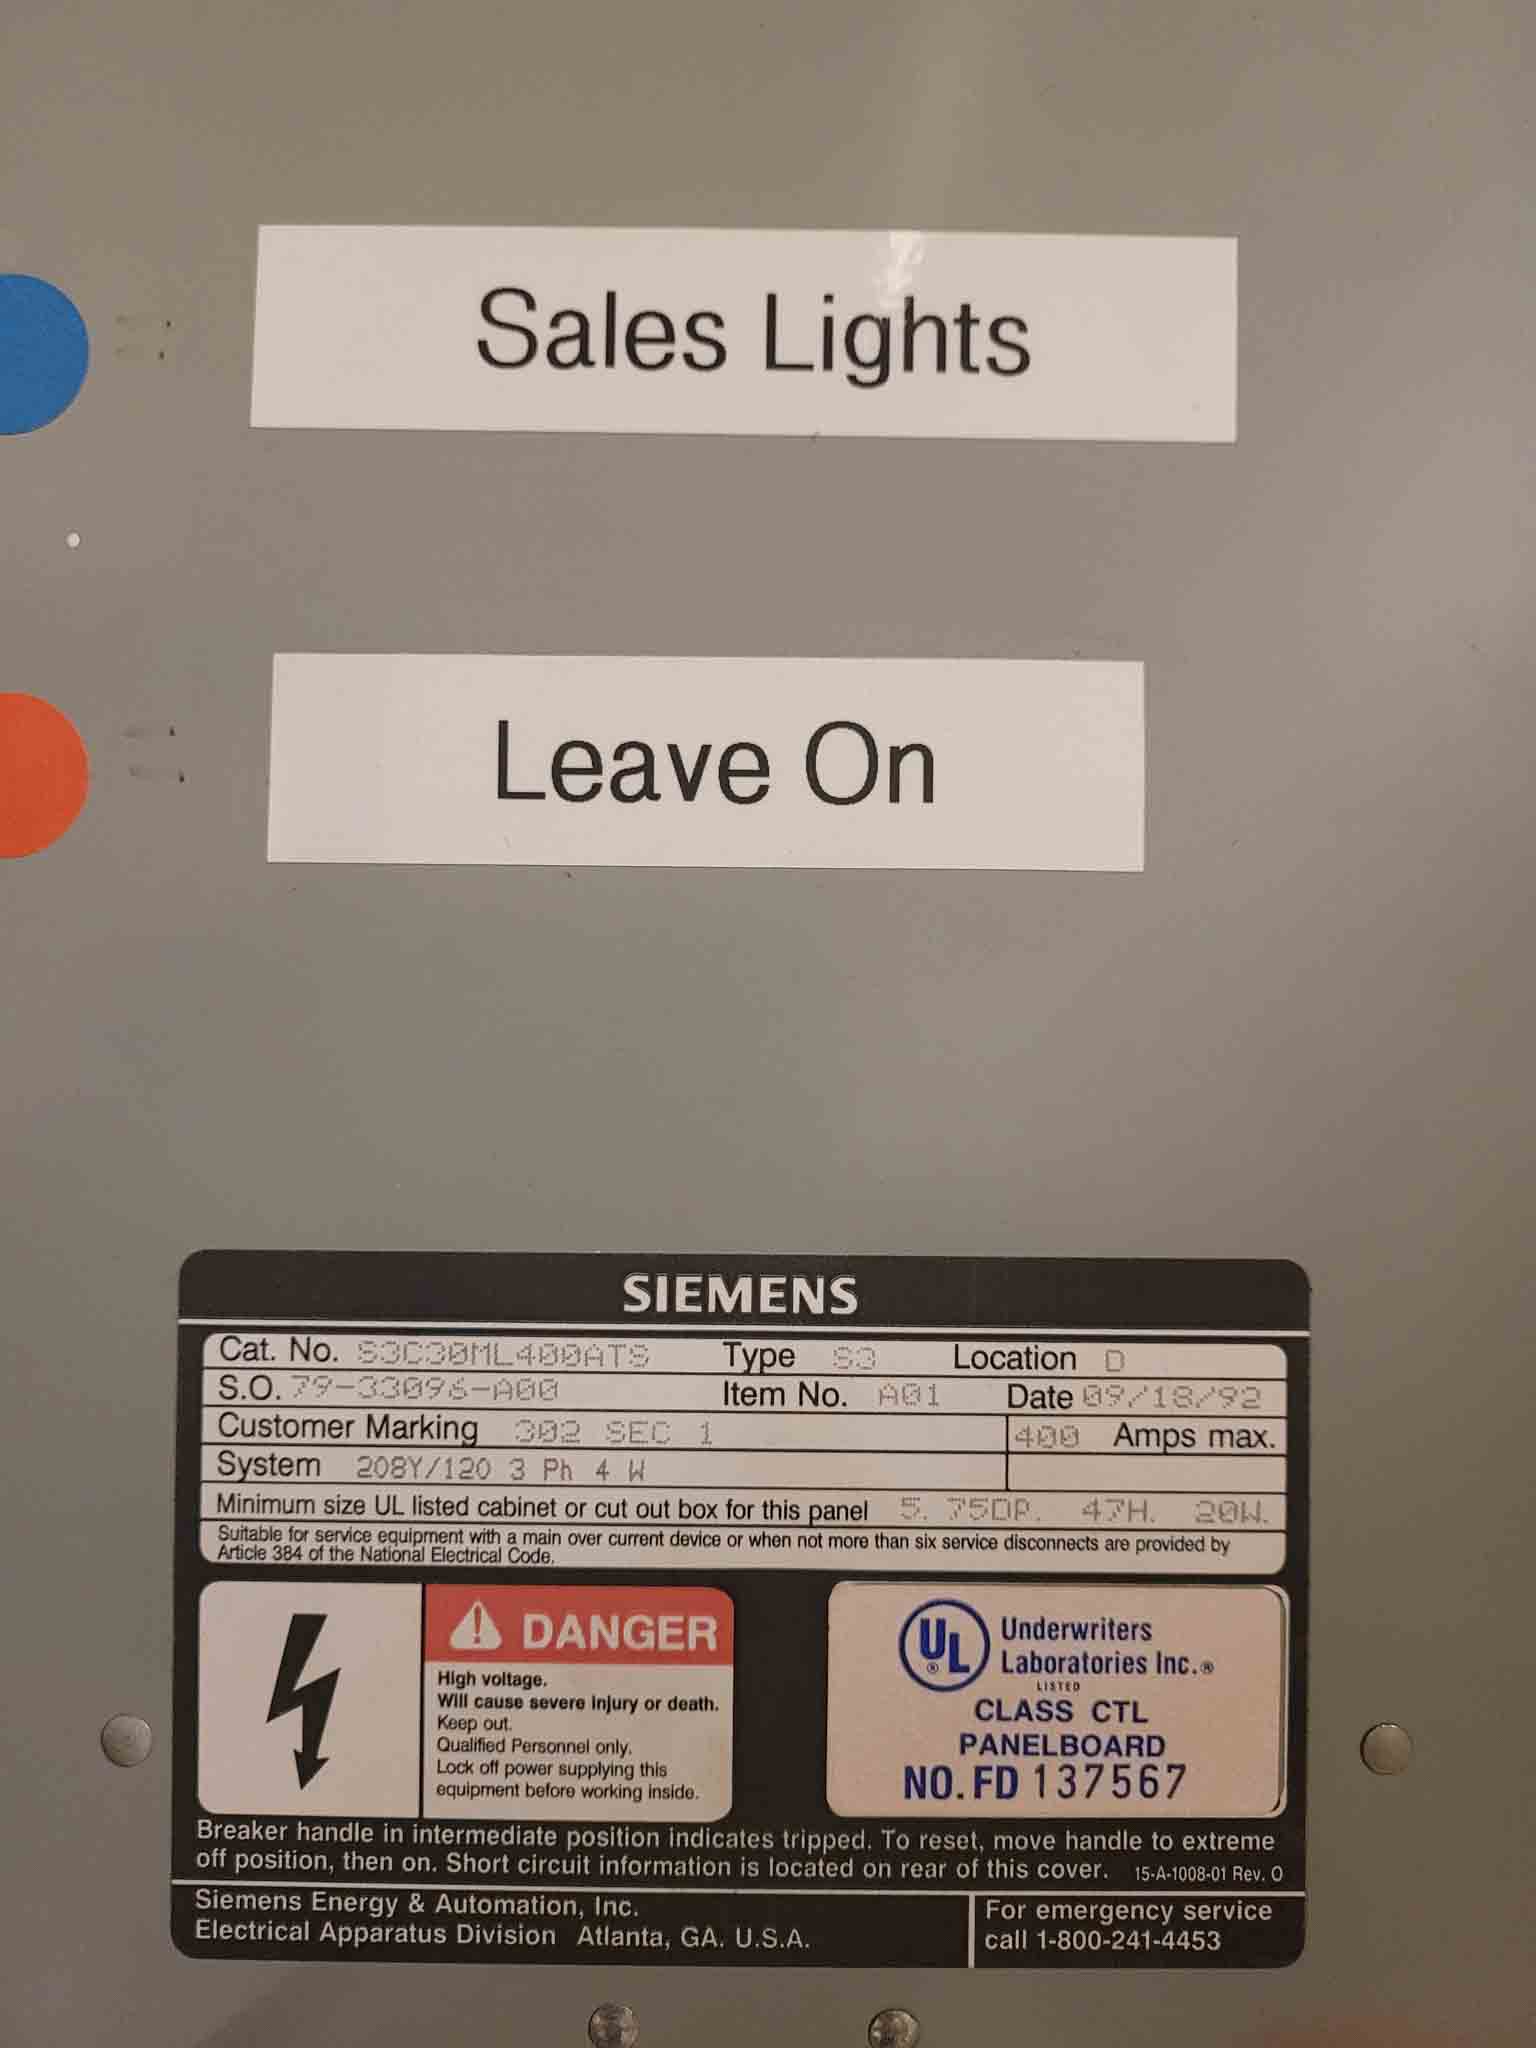 Sales Lights
Leave On
SIEMENS
Cat. No. S3C30ML400ATS Type S3 Location D
S.O. 79-33096-A00 Item No. A01 Date 09/18/92
Customer Marking 302 SEC 1 400 Amps max.
System 208Y/120 3 Ph 4 W
Minimum size UL listed cabinet or cut out box for this panel 5.75DP. 47H. 20W.
Suitable for service equipment with a main over current device or when not more than six service disconnects are provided by
Article 384 of the National Electrical Code.
DANGER
High voltage.
Will cause severe injury or death.
Keep out.
Qualified Personnel only.
Lock off power supplying this
equipment before working inside.
UL® Underwriters
Laboratories Inc.®
LISTED
CLASS CTL
PANELBOARD
NO. FD 137567
Breaker handle in intermediate position indicates tripped. To reset, move handle to extreme
off position, then on. Short circuit information is located on rear of this cover. 15-A-1008-01 Rev. O
Siemens Energy & Automation, Inc.
Electrical Apparatus Division Atlanta, GA. U.S.A.
For emergency service
call 1-800-241-4453